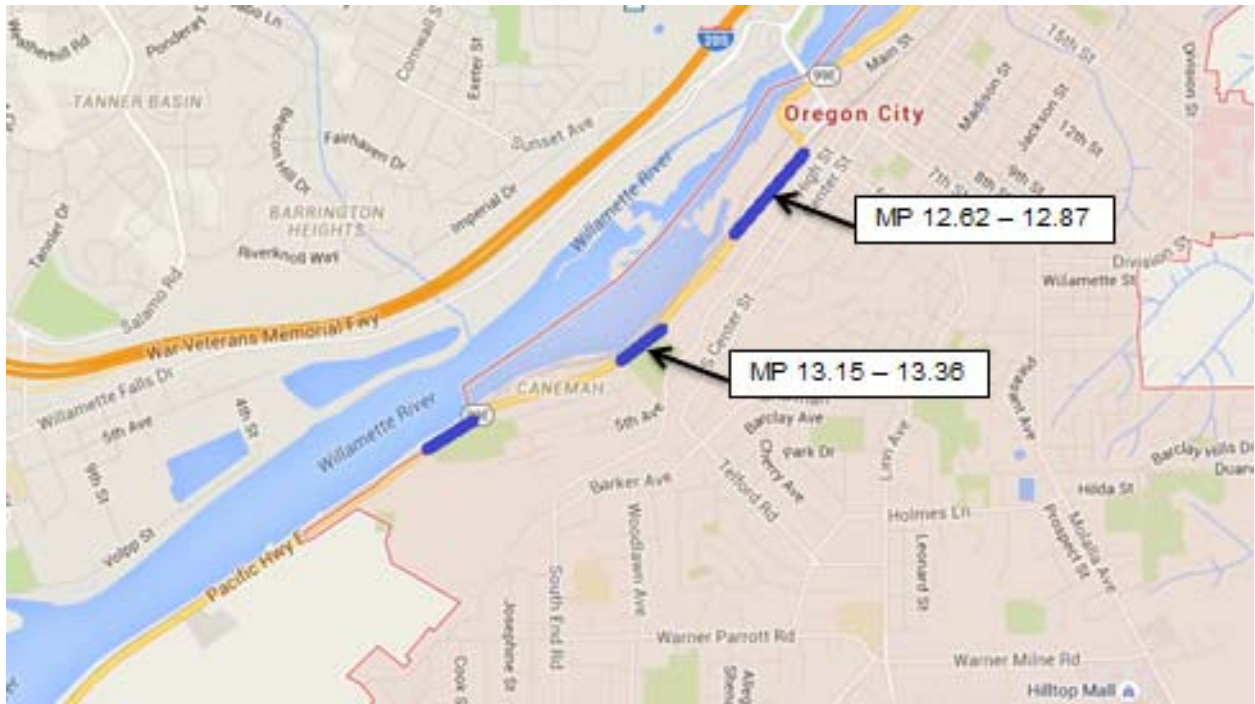 Weatherhill Rd
Cornwall St
Exeter St
205
99E
Main St
15th St
Division St
TANNER BASIN
Beacon Hill Dr
Fairhaven Dr
Sunset Ave
Oregon City
Madison St
Jackson St
12th St
9th St
8th St
7th St
High St
Center St
BARRINGTON
HEIGHTS
Imperial Dr
Willamette River
MP 12.62 – 12.87
Tander Dr
Riverknoll Way
Salamo Rd
Division St
Willamette St
War Veterans Memorial Fwy
S Center St
MP 13.15 – 13.36
Pleasant Ave
Willamette Falls Dr
CANEMAH
5th Ave
4th St
5th Ave
Barclay Ave
Park Dr
Cherry Ave
Linn Ave
Barclay Hills Dr
9th St
Willamette River
Barker Ave
Telford Rd
Hilda St
Volpp St
Woodlawn Ave
Holmes Ln
Prospect St
Molalla Ave
Pacific Hwy E
South End Rd
Leonard St
Josephine St
Warner Parrott Rd
Warner Milne Rd
Cook S
Hilltop Mall